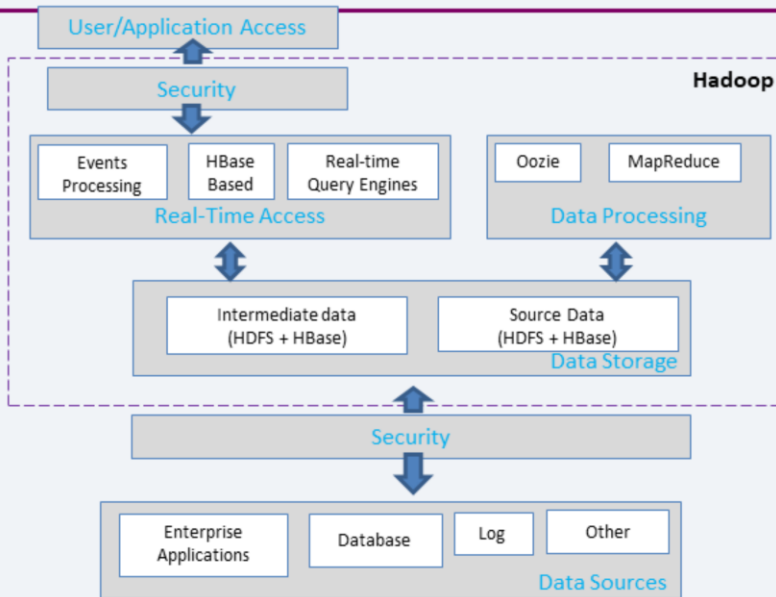 User/Application Access
Hadoop
Security
Events
Processing
HBase
Based
Real-time
Query Engines
Real-Time Access
Oozie
MapReduce
Data Processing
Intermediate data
(HDFS + HBase)
Source Data
(HDFS + HBase)
Data Storage
Security
Enterprise
Applications
Database
Log
Other
Data Sources